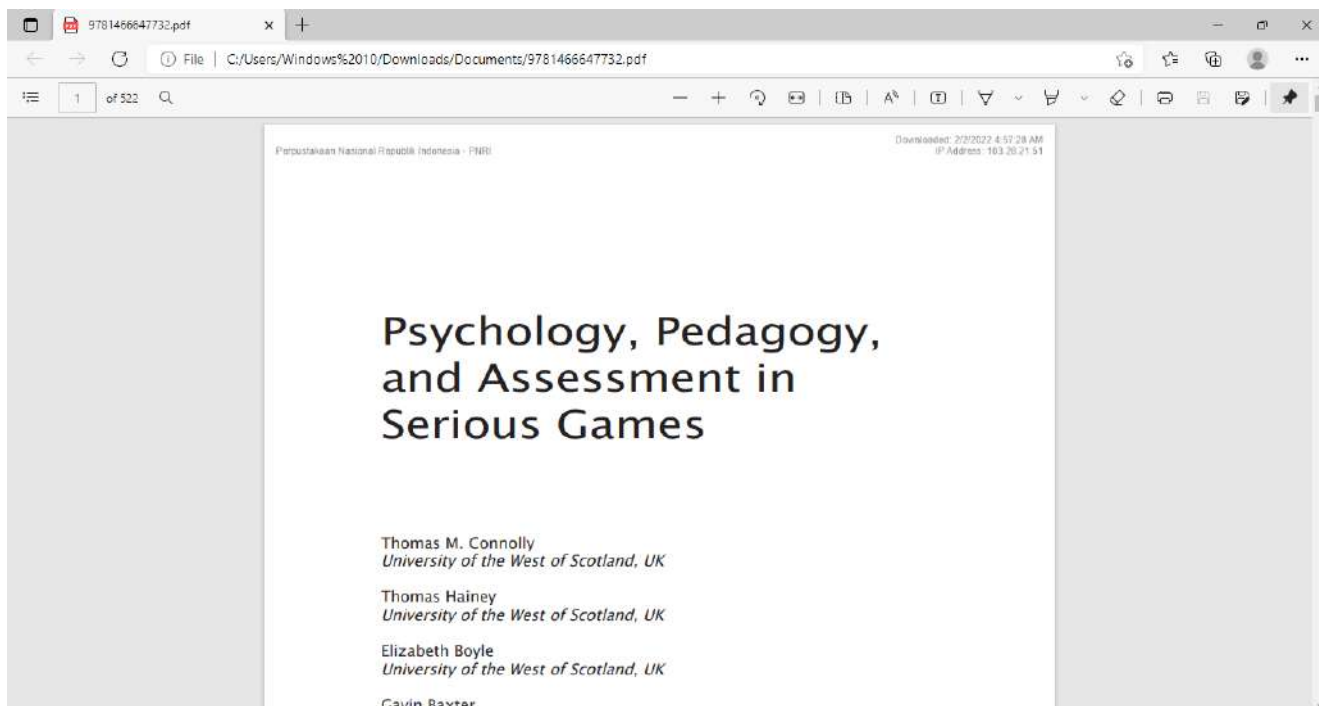 9781466647732.pdf
File | C:/Users/Windows%2010/Downloads/Documents/9781466647732.pdf
1 of 522
Perpustakaan Nasional Republik Indonesia - PNRI
Downloaded: 2/2/2022 4:57:28 AM
IP Address: 103.28.21.51
Psychology, Pedagogy,
and Assessment in
Serious Games
Thomas M. Connolly
University of the West of Scotland, UK
Thomas Hainey
University of the West of Scotland, UK
Elizabeth Boyle
University of the West of Scotland, UK
Gavin Baxter